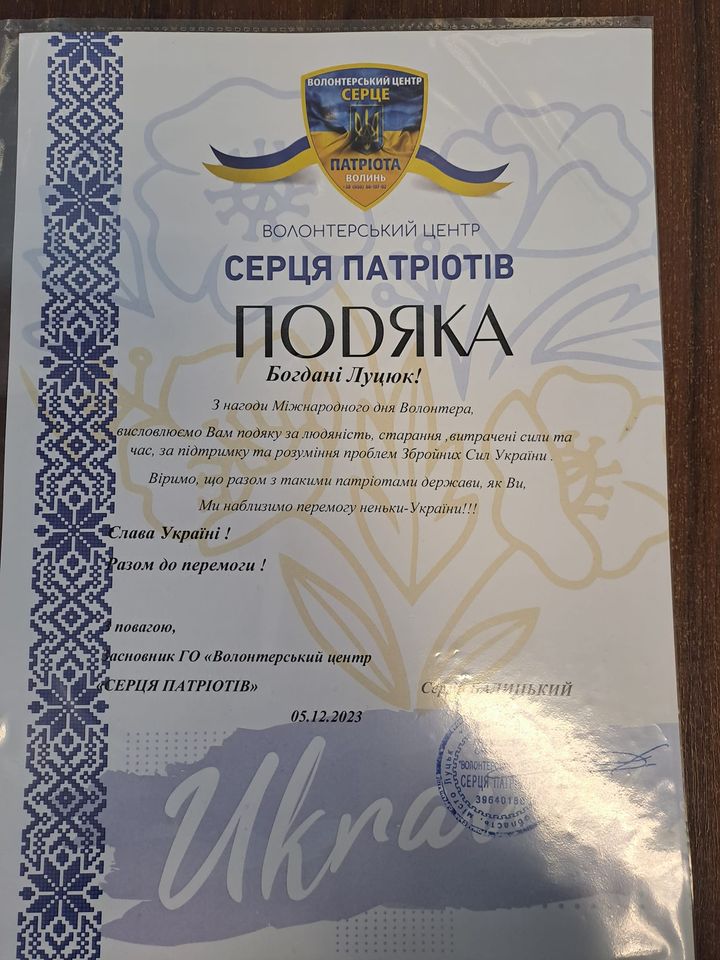 ВОЛОНТЕРСЬКИЙ ЦЕНТР
СЕРЦЕ
ПАТРІОТА
ВОЛИНЬ
ВОЛОНТЕРСЬКИЙ ЦЕНТР
СЕРЦЯ ПАТРІОТІВ
ПОДЯКА
Богдані Луцюк!
З нагоди Міжнародного дня Волонтера,
висловлюємо Вам подяку за людяність, старання ,витрачені сили та
час, за підтримку та розуміння проблем Збройних Сил України .
Віримо, що разом з такими патріотами держави, як Ви,
Ми наблизимо перемогу неньки-України!!!
Слава Україні !
Разом до перемоги !
З повагою,
Засновник ГО «Волонтерський центр
«СЕРЦЯ ПАТРІОТІВ» БАЛИЦЬКИЙ
05.12.2023
СЕРЦЯ